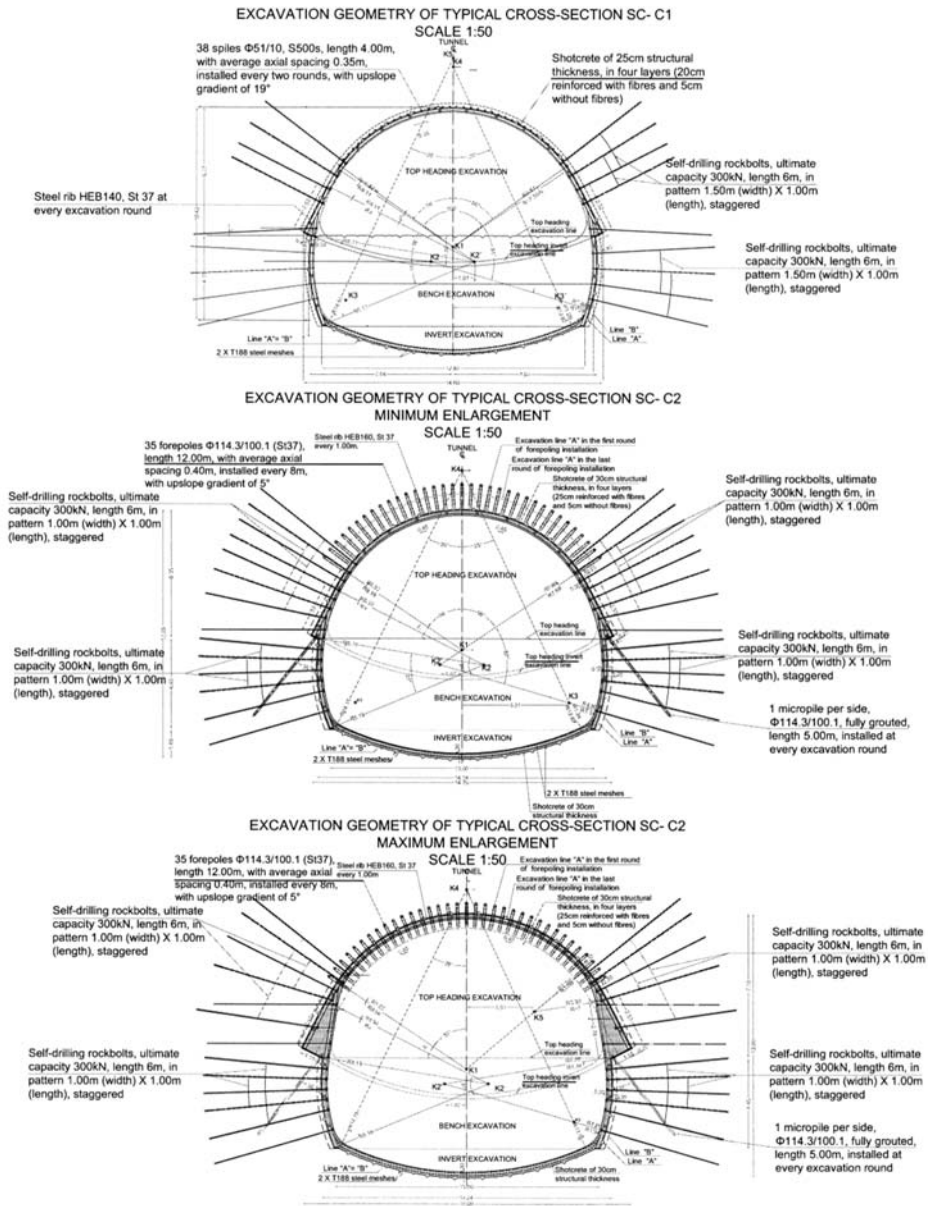 EXCAVATION GEOMETRY OF TYPICAL CROSS-SECTION SC- C1
SCALE 1:50
TUNNEL
K5
K4
38 spiles Φ51/10, S500s, length 4.00m,
with average axial spacing 0.35m,
installed every two rounds, with upslope
gradient of 19°
Shotcrete of 25cm structural
thickness, in four layers (20cm
reinforced with fibres and 5cm
without fibres)
TOP HEADING EXCAVATION
Self-drilling rockbolts, ultimate
capacity 300kN, length 6m, in
pattern 1.50m (width) X 1.00m
(length), staggered
Steel rib HEB140, St 37 at
every excavation round
Top heading
excavation line
K1
Top heading invert
excavation line
K2
K2'
Self-drilling rockbolts, ultimate
capacity 300kN, length 6m, in
pattern 1.50m (width) X 1.00m
(length), staggered
K3
BENCH EXCAVATION
K3'
INVERT EXCAVATION
Line "A"= "B"
2 X T188 steel meshes
Line "B"
Line "A"
EXCAVATION GEOMETRY OF TYPICAL CROSS-SECTION SC- C2
MINIMUM ENLARGEMENT
SCALE 1:50
TUNNEL
K4
35 forepoles Φ114.3/100.1 (St37),
length 12.00m, with average axial
spacing 0.40m, installed every 8m,
with upslope gradient of 5°
Steel rib HEB160, St 37
every 1.00m.
Excavation line "A" in the first round
of forepoling installation
Excavation line "A" in the last
round of forepoling installation
Shotcrete of 30cm structural
thickness, in four layers
(25cm reinforced with fibres
and 5cm without fibres)
Self-drilling rockbolts, ultimate
capacity 300kN, length 6m, in
pattern 1.00m (width) X 1.00m
(length), staggered
Self-drilling rockbolts, ultimate
capacity 300kN, length 6m, in
pattern 1.00m (width) X 1.00m
(length), staggered
TOP HEADING EXCAVATION
Top heading
excavation line
K1
Top heading invert
excavation line
K2
Self-drilling rockbolts, ultimate
capacity 300kN, length 6m, in
pattern 1.00m (width) X 1.00m
(length), staggered
Self-drilling rockbolts, ultimate
capacity 300kN, length 6m, in
pattern 1.00m (width) X 1.00m
(length), staggered
BENCH EXCAVATION
K3
1 micropile per side,
Φ114.3/100.1, fully grouted,
length 5.00m, installed at
every excavation round
INVERT EXCAVATION
Line "A"= "B"
2 X T188 steel meshes
Line "B"
Line "A"
2 X T188 steel meshes
Shotcrete of 30cm
structural thickness
EXCAVATION GEOMETRY OF TYPICAL CROSS-SECTION SC- C2
MAXIMUM ENLARGEMENT
SCALE 1:50
TUNNEL
K4
35 forepoles Φ114.3/100.1 (St37),
length 12.00m, with average axial
spacing 0.40m, installed every 8m,
with upslope gradient of 5°
Steel rib HEB160, St 37
every 1.00m
Excavation line "A" in the first round
of forepoling installation
Excavation line "A" in the last
round of forepoling installation
Shotcrete of 30cm structural
thickness, in four layers
(25cm reinforced with fibres
and 5cm without fibres)
Self-drilling rockbolts, ultimate
capacity 300kN, length 6m, in
pattern 1.00m (width) X 1.00m
(length), staggered
Self-drilling rockbolts, ultimate
capacity 300kN, length 6m, in
pattern 1.00m (width) X 1.00m
(length), staggered
TOP HEADING EXCAVATION
K5
Top heading
excavation line
K1
Top heading invert
excavation line
K2
K2
Self-drilling rockbolts, ultimate
capacity 300kN, length 6m, in
pattern 1.00m (width) X 1.00m
(length), staggered
Self-drilling rockbolts, ultimate
capacity 300kN, length 6m, in
pattern 1.00m (width) X 1.00m
(length), staggered
BENCH EXCAVATION
1 micropile per side,
Φ114.3/100.1, fully grouted,
length 5.00m, installed at
every excavation round
INVERT EXCAVATION
Line "A"= "B"
2 X T188 steel meshes
Line "B"
Line "A"
Shotcrete of 30cm
structural thickness